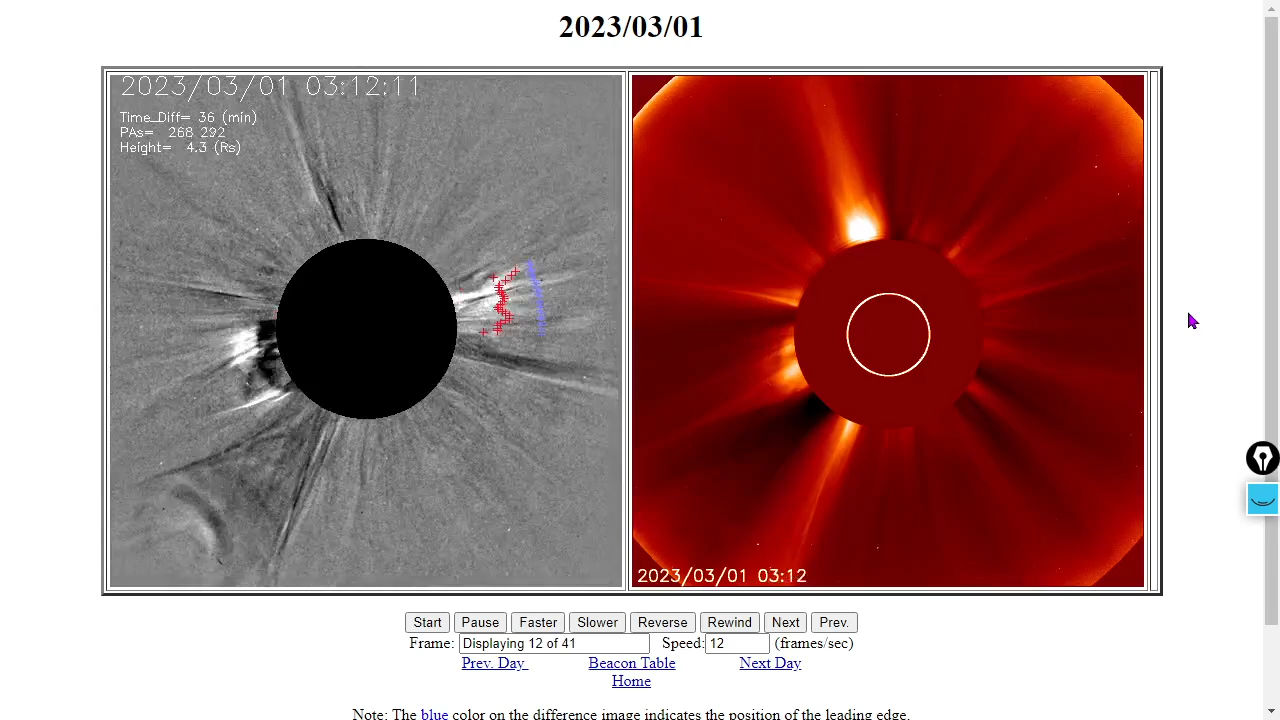 2023/03/01
2023/03/01 03:12:11
Time_Diff= 36 (min)
PAs= 268 292
Height= 4.3 (Rs)
2023/03/01 03:12
Start Pause Faster Slower Reverse Rewind Next Prev.
Frame: Displaying 12 of 41 Speed: 12 (frames/sec)
Prev. Day Beacon Table Next Day
Home
Note: The blue color on the difference image indicates the position of the leading edge.